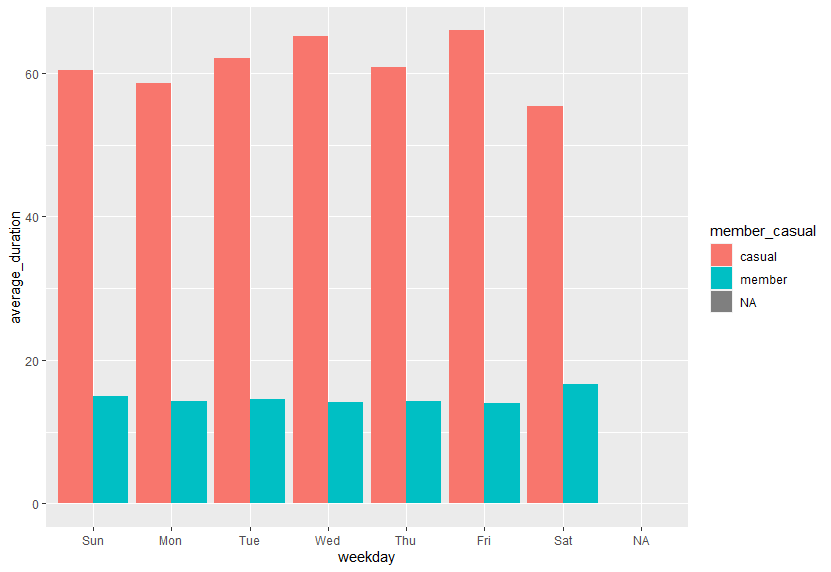 average_duration
60
40
20
0
Sun Mon Tue Wed Thu Fri Sat NA
weekday
member_casual
casual
member
NA